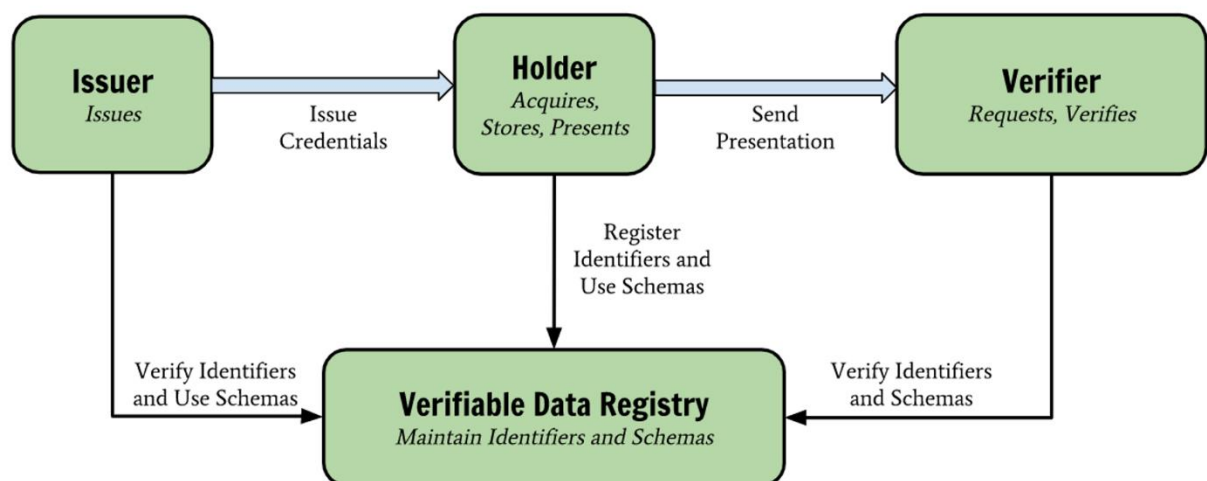 Issuer
Issues
Issue
Credentials
Holder
Acquires,
Stores, Presents
Send
Presentation
Verifier
Requests, Verifies
Register
Identifiers and
Use Schemas
Verify Identifiers
and Use Schemas
Verifiable Data Registry
Maintain Identifiers and Schemas
Verify Identifiers
and Schemas